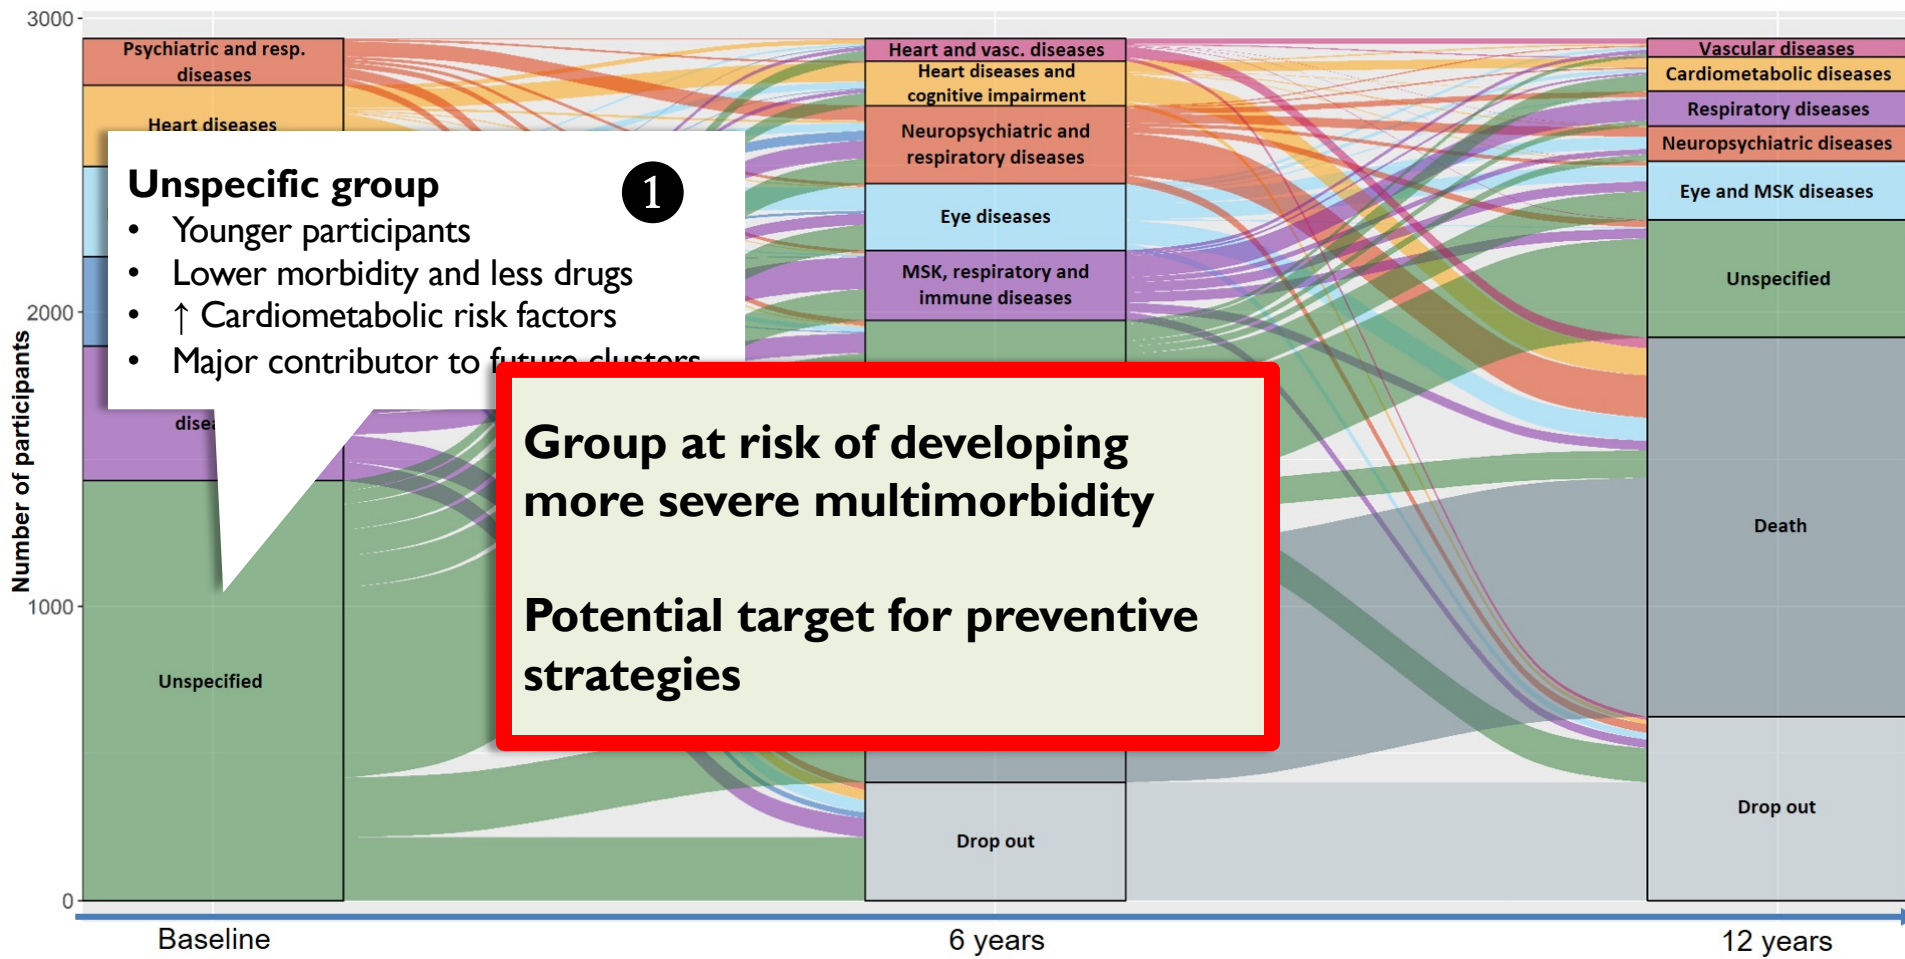 3000
2000
1000
0
Number of participants
Psychiatric and resp.
diseases
Heart diseases
Unspecified
Unspecific group
1
• Younger participants
• Lower morbidity and less drugs
• ↑ Cardiometabolic risk factors
• Major contributor to future clusters
Group at risk of developing
more severe multimorbidity
Potential target for preventive
strategies
Heart and vasc. diseases
Heart diseases and
cognitive impairment
Neuropsychiatric and
respiratory diseases
Eye diseases
MSK, respiratory and
immune diseases
Drop out
Vascular diseases
Cardiometabolic diseases
Respiratory diseases
Neuropsychiatric diseases
Eye and MSK diseases
Unspecified
Death
Drop out
Baseline
6 years
12 years